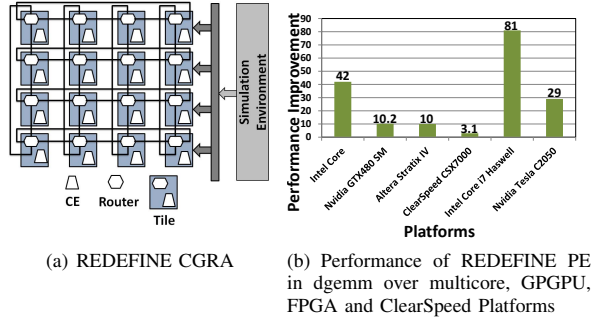 Simulation
Environment
CE
Router
Tile
(a) REDEFINE CGRA
Performance Improvement
90
80
70
60
50
40
30
20
10
0
42
10.2
10
3.1
81
29
Intel Core
Nvidia GTX480 SM
Altera Stratix IV
ClearSpeed CSX7000
Intel Core i7 Haswell
Nvidia Tesla C2050
Platforms
(b) Performance of REDEFINE PE
in dgemm over multicore, GPGPU,
FPGA and ClearSpeed Platforms